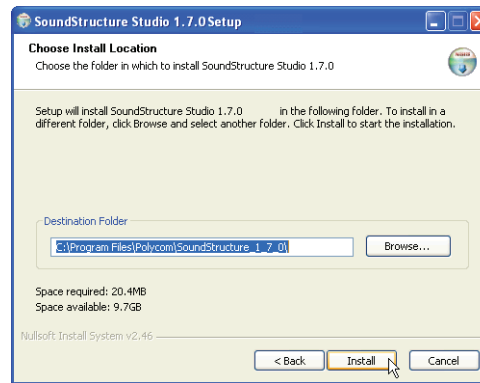 SoundStructure Studio 1.7.0 Setup
Choose Install Location
Choose the folder in which to install SoundStructure Studio 1.7.0
Setup will install SoundStructure Studio 1.7.0 in the following folder. To install in a
different folder, click Browse and select another folder. Click Install to start the installation.
Destination Folder
C:\Program Files\Polycom\SoundStructure_1_7_0\
Browse...
Space required: 20.4MB
Space available: 9.7GB
Nullsoft Install System v2.46
< Back Install Cancel